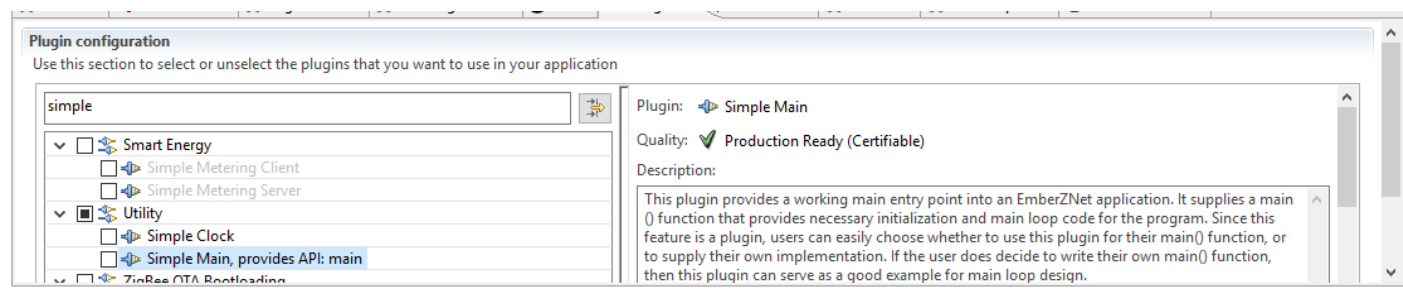 Plugin configuration
Use this section to select or unselect the plugins that you want to use in your application
simple
Smart Energy
Simple Metering Client
Simple Metering Server
Utility
Simple Clock
Simple Main, provides API: main
ZigBee OTA Bootloading
Plugin: Simple Main
Quality: Production Ready (Certifiable)
Description:
This plugin provides a working main entry point into an EmberZNet application. It supplies a main
() function that provides necessary initialization and main loop code for the program. Since this
feature is a plugin, users can easily choose whether to use this plugin for their main() function, or
to supply their own implementation. If the user does decide to write their own main() function,
then this plugin can serve as a good example for main loop design.